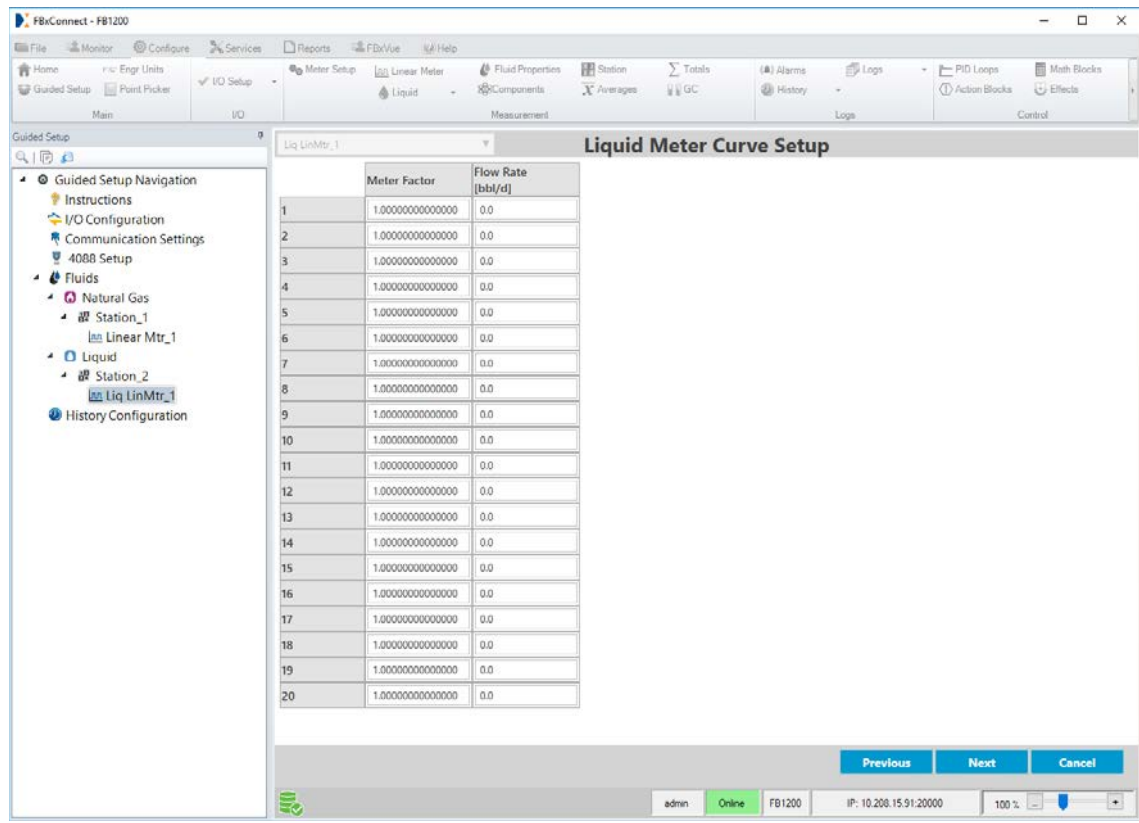 FBxConnect - FB1200
File Monitor Configure Services Reports FBxVue Help
Home Engr Units I/O Setup Meter Setup Linear Meter Fluid Properties Station Totals Alarms Logs PID Loops Math Blocks
Guided Setup Point Picker Liquid Components Averages GC History Action Blocks Effects
Main I/O Measurement Logs Control
Guided Setup
Liq LinMtr_1
Liquid Meter Curve Setup
Guided Setup Navigation
Instructions
I/O Configuration
Communication Settings
4088 Setup
Fluids
Natural Gas
Station_1
Linear Mtr_1
Liquid
Station_2
Liq LinMtr_1
History Configuration
Meter Factor Flow Rate
[bbl/d]
1 1.00000000000000 0.0
2 1.00000000000000 0.0
3 1.00000000000000 0.0
4 1.00000000000000 0.0
5 1.00000000000000 0.0
6 1.00000000000000 0.0
7 1.00000000000000 0.0
8 1.00000000000000 0.0
9 1.00000000000000 0.0
10 1.00000000000000 0.0
11 1.00000000000000 0.0
12 1.00000000000000 0.0
13 1.00000000000000 0.0
14 1.00000000000000 0.0
15 1.00000000000000 0.0
16 1.00000000000000 0.0
17 1.00000000000000 0.0
18 1.00000000000000 0.0
19 1.00000000000000 0.0
20 1.00000000000000 0.0
Previous Next Cancel
admin Online FB1200 IP: 10.208.15.91:20000 100 %